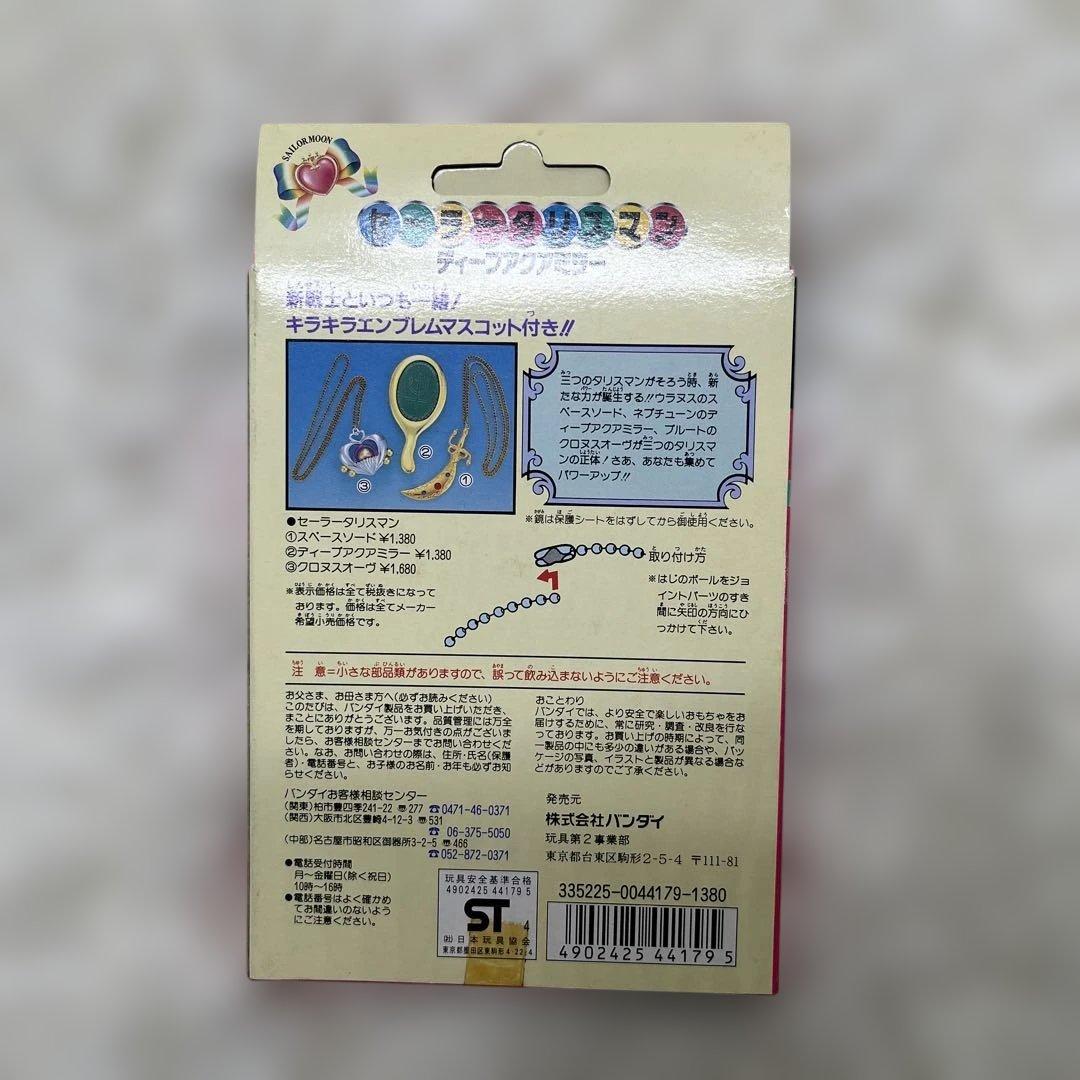 SAILORMOON
セーラータリスマン
ディープアクアミラー
新戦士といつも一緒!
キラキラエンブレムマスコット付き!!
③
②
①
三つのタリスマンがそろう時、新
たな力が誕生する!!ウラヌスのス
ペースソード、ネプチューンのデ
ィープアクアミラー、プルートの
クロヌスオーヴが三つのタリスマ
ンの正体!さあ、あなたも集めて
パワーアップ!!
※鏡は保護シートをはずしてから御使用ください。
●セーラータリスマン
①スペースソード ¥1,380
②ディープアクアミラー ¥1,380
③クロヌスオーヴ ¥1,680
※表示価格は全て税抜きになって
おります。価格は全てメーカー
希望小売価格です。
取り付け方
※はじのボールをジョ
イントパーツのすき
間に矢印の方向にひ
っかけて下さい。
注 意=小さな部品類がありますので、誤って飲み込まないようにご注意ください。
お父さま、お母さま方へ(必ずお読みください)
このたびは、バンダイ製品をお買い上げいただき、
まことにありがとうございます。品質管理には万全
を期しておりますが、万一お気付きの点がございま
したら、お客様相談センターまでお問い合わせくだ
さい。なお、お問い合わせの際は、住所・氏名(保護
者)・電話番号と、お子様のお名前・お年も必ずお知
らせください。
おことわり
バンダイでは、より安全で楽しいおもちゃをお
届けするために、常に研究・調査・改良を行な
っております。お買い上げの時期によって、同
一製品の中にも多少の違いがある場合や、パッ
ケージの写真、イラストと製品が異なる場合な
どがありますのでご了承ください。
バンダイお客様相談センター
(関東)柏市豊四季241-22 〠277 ☎0471-46-0371
(関西)大阪市北区豊崎4-12-3 〠531
☎ 06-375-5050
(中部)名古屋市昭和区御器所3-2-5 〠466
☎052-872-0371
●電話受付時間
月~金曜日(除く祝日)
10時~16時
●電話番号はよく確かめ
てお間違いのないよう
にご注意ください。
発売元
株式会社バンダイ
玩具第2事業部
東京都台東区駒形2-5-4 〒111-81
玩具安全基準合格
4902425 44179 5
ST 4
(社)日本玩具協会
東京都墨田区東駒形4-22-4
335225-0044179-1380
4902425 441795